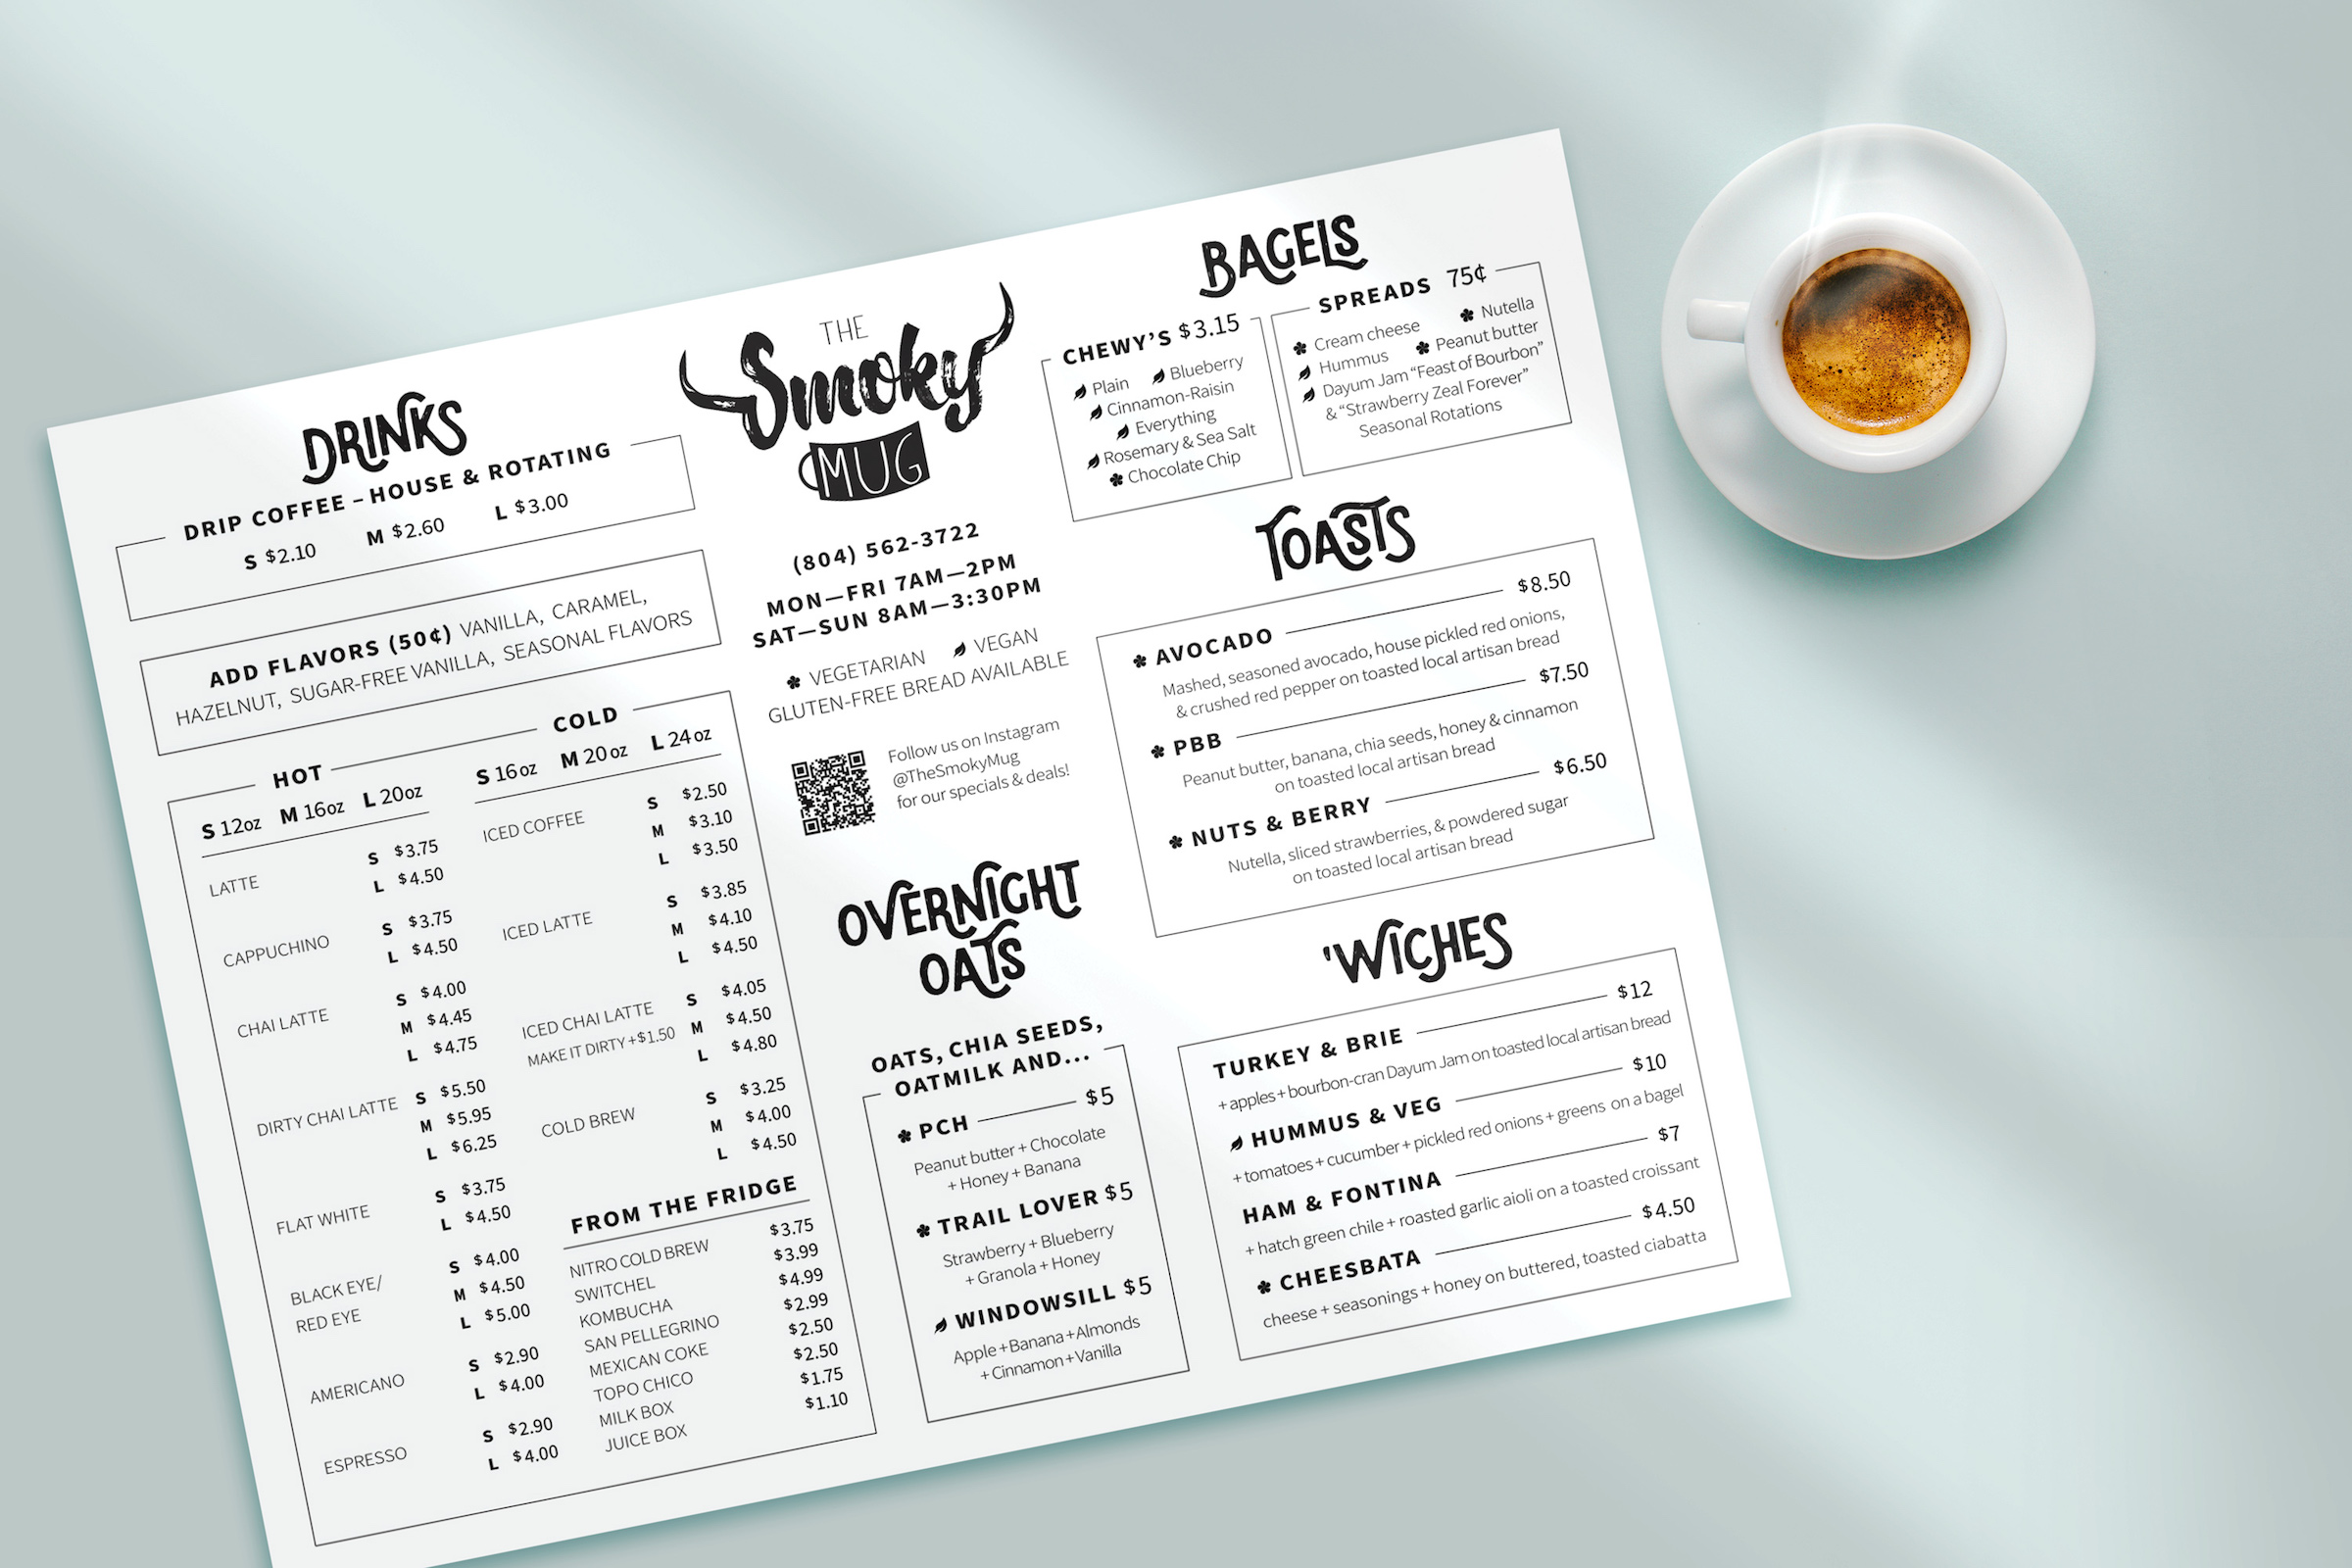 DRINKS
DRIP COFFEE – HOUSE & ROTATING
S $2.10 M $2.60 L $3.00
ADD FLAVORS (50¢) VANILLA, CARAMEL,
HAZELNUT, SUGAR-FREE VANILLA, SEASONAL FLAVORS
HOT
S 12oz M 16oz L 20oz
LATTE
S $3.75
L $4.50
CAPPUCHINO
S $3.75
L $4.50
CHAI LATTE
S $4.00
M $4.45
L $4.75
DIRTY CHAI LATTE
S $5.50
M $5.95
L $6.25
FLAT WHITE
S $3.75
L $4.50
BLACK EYE/
RED EYE
S $4.00
M $4.50
L $5.00
AMERICANO
S $2.90
L $4.00
ESPRESSO
S $2.90
L $4.00
COLD
S 16oz M 20oz L 24oz
ICED COFFEE
S $2.50
M $3.10
L $3.50
ICED LATTE
S $3.85
M $4.10
L $4.50
ICED CHAI LATTE
MAKE IT DIRTY +$1.50
S $4.05
M $4.50
L $4.80
COLD BREW
S $3.25
M $4.00
L $4.50
FROM THE FRIDGE
NITRO COLD BREW $3.75
SWITCHEL $3.99
KOMBUCHA $4.99
SAN PELLEGRINO $2.99
MEXICAN COKE $2.50
TOPO CHICO $2.50
MILK BOX $1.75
JUICE BOX $1.10
THE
Smoky
MUG
(804) 562-3722
MON—FRI 7AM—2PM
SAT—SUN 8AM—3:30PM
VEGETARIAN VEGAN
GLUTEN-FREE BREAD AVAILABLE
Follow us on Instagram
@TheSmokyMug
for our specials & deals!
OVERNIGHT
OATS
OATS, CHIA SEEDS,
OATMILK AND...
PCH $5
Peanut butter + Chocolate
+ Honey + Banana
TRAIL LOVER $5
Strawberry + Blueberry
+ Granola + Honey
WINDOWSILL $5
Apple + Banana + Almonds
+ Cinnamon + Vanilla
BAGELS
CHEWY'S $3.15
Plain Blueberry
Cinnamon-Raisin
Everything
Rosemary & Sea Salt
Chocolate Chip
SPREADS 75¢
Cream cheese Nutella
Hummus Peanut butter
Dayum Jam “Feast of Bourbon”
& “Strawberry Zeal Forever”
Seasonal Rotations
TOASTS
AVOCADO $8.50
Mashed, seasoned avocado, house pickled red onions,
& crushed red pepper on toasted local artisan bread
PBB $7.50
Peanut butter, banana, chia seeds, honey & cinnamon
on toasted local artisan bread
NUTS & BERRY $6.50
Nutella, sliced strawberries, & powdered sugar
on toasted local artisan bread
'WICHES
TURKEY & BRIE $12
+ apples + bourbon-cran Dayum Jam on toasted local artisan bread
HUMMUS & VEG $10
+ tomatoes + cucumber + pickled red onions + greens on a bagel
HAM & FONTINA $7
+ hatch green chile + roasted garlic aioli on a toasted croissant
CHEESBATA $4.50
cheese + seasonings + honey on buttered, toasted ciabatta